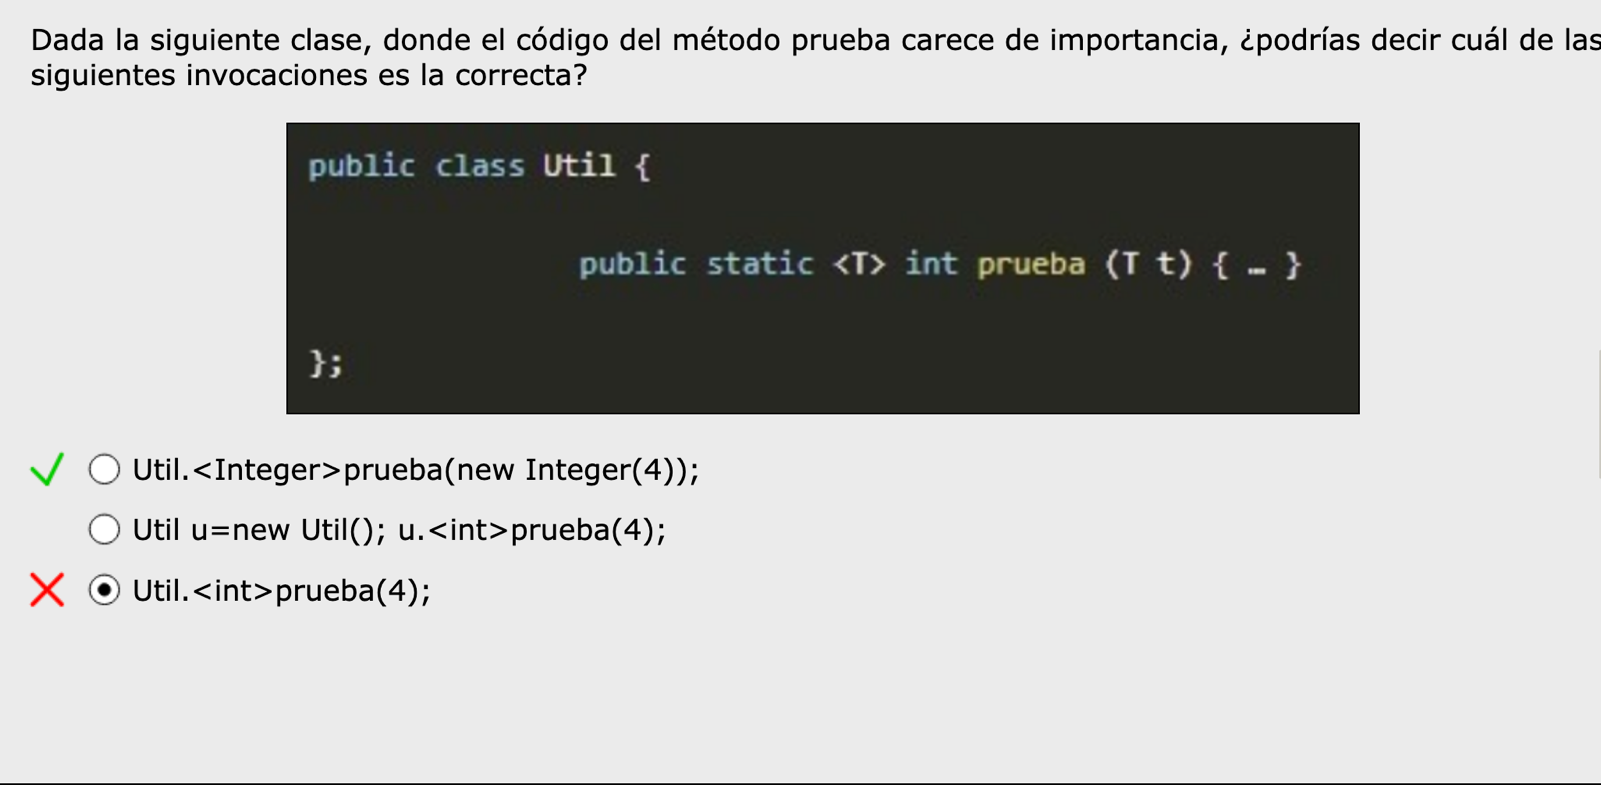 Dada la siguiente clase, donde el código del método prueba carece de importancia, ¿podrías decir cuál de las
siguientes invocaciones es la correcta?
public class Util {
public static <T> int prueba (T t) { … }
};
Util.<Integer>prueba(new Integer(4));
Util u=new Util(); u.<int>prueba(4);
Util.<int>prueba(4);